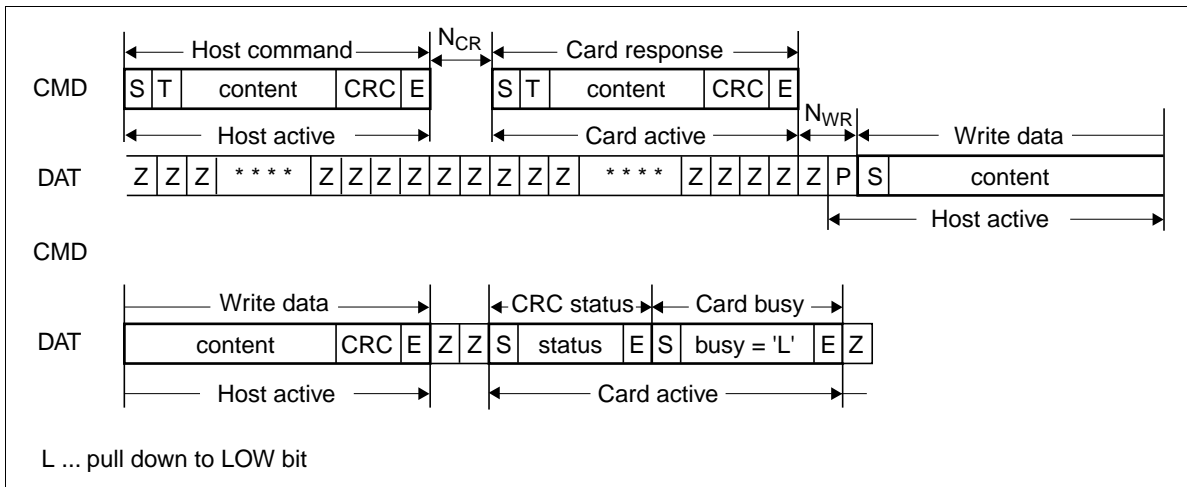 Host command N_CR Card response
CMD S T content CRC E S T content CRC E
Host active Card active N_WR Write data
DAT Z Z Z * * * * Z Z Z Z Z Z Z Z Z * * * * Z Z Z Z Z P S content
Host active
CMD
Write data CRC status Card busy
DAT content CRC E Z Z S status E S busy = 'L' E Z
Host active Card active
L ... pull down to LOW bit